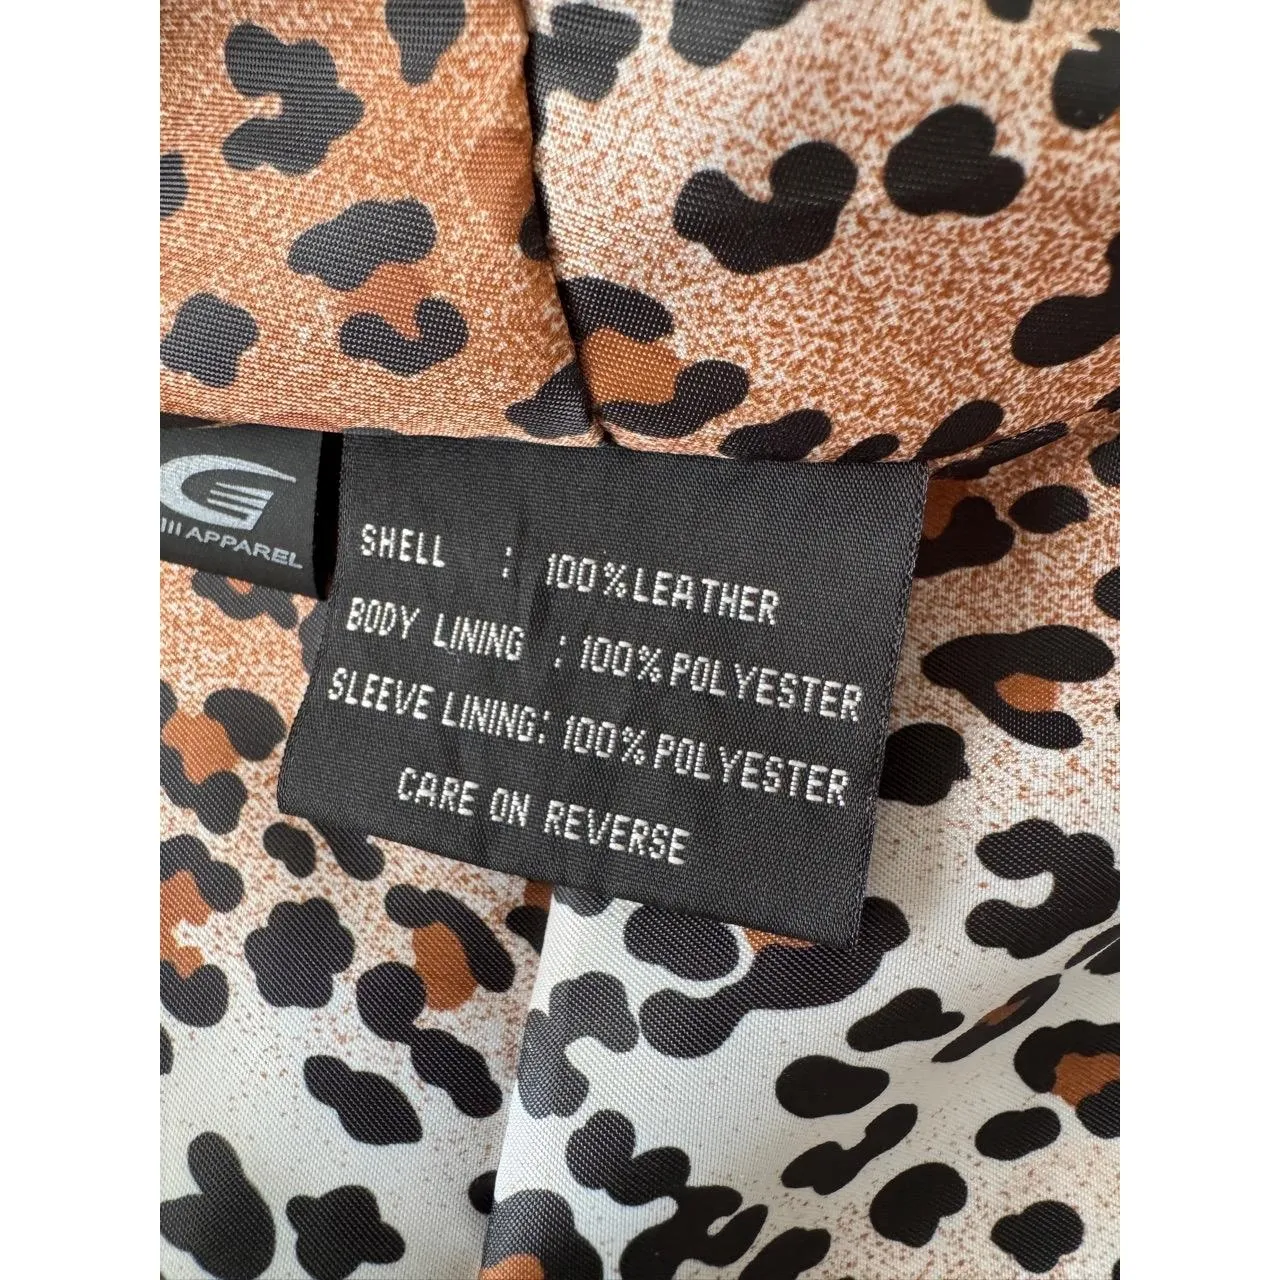 III APPAREL
SHELL : 100% LEATHER
BODY LINING : 100% POLYESTER
SLEEVE LINING: 100% POLYESTER
CARE ON REVERSE